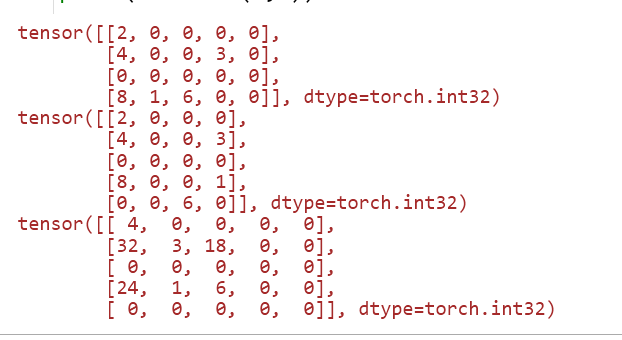 tensor([[2, 0, 0, 0, 0],
        [4, 0, 0, 3, 0],
        [0, 0, 0, 0, 0],
        [8, 1, 6, 0, 0]], dtype=torch.int32)
tensor([[2, 0, 0, 0],
        [4, 0, 0, 3],
        [0, 0, 0, 0],
        [8, 0, 0, 1],
        [0, 0, 6, 0]], dtype=torch.int32)
tensor([[ 4,  0,  0,  0,  0],
        [32,  3, 18,  0,  0],
        [ 0,  0,  0,  0,  0],
        [24,  1,  6,  0,  0],
        [ 0,  0,  0,  0,  0]], dtype=torch.int32)